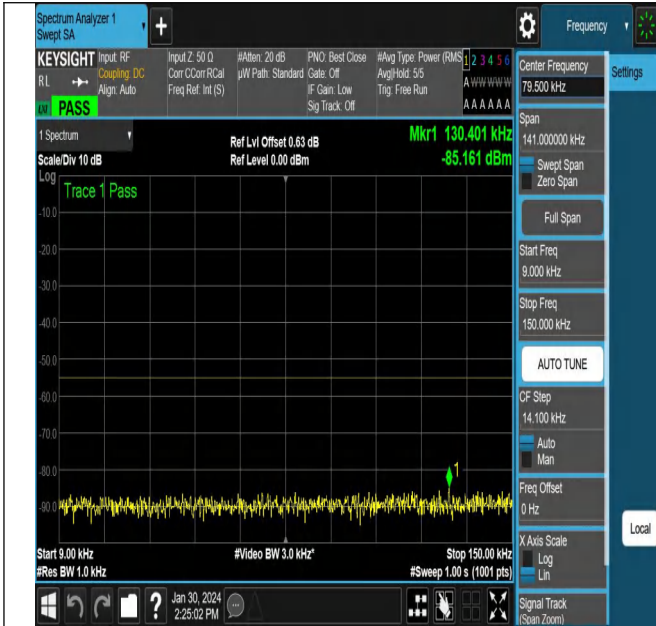 Spectrum Analyzer 1
Swept SA
Frequency
KEYSIGHT
RL
PASS
Input: RF
Coupling: DC
Align: Auto
Input Z: 50 Ω
Corr CCorr RCal
Freq Ref: Int (S)
#Atten: 20 dB
µW Path: Standard
PNO: Best Close
Gate: Off
IF Gain: Low
Sig Track: Off
#Avg Type: Power (RMS
Avg|Hold: 5/5
Trig: Free Run
1 2 3 4 5 6
A W W W W W
A A A A A A
1 Spectrum
Scale/Div 10 dB
Ref Lvl Offset 0.63 dB
Ref Level 0.00 dBm
Mkr1 130.401 kHz
-85.161 dBm
Log
Trace 1 Pass
-10.0
-20.0
-30.0
-40.0
-50.0
-60.0
-70.0
-80.0
-90.0
1
Start 9.00 kHz
#Res BW 1.0 kHz
#Video BW 3.0 kHz*
Stop 150.00 kHz
#Sweep 1.00 s (1001 pts)
Jan 30, 2024
2:25:02 PM
Center Frequency
79.500 kHz
Settings
Span
141.000000 kHz
Swept Span
Zero Span
Full Span
Start Freq
9.000 kHz
Stop Freq
150.000 kHz
AUTO TUNE
CF Step
14.100 kHz
Auto
Man
Freq Offset
0 Hz
Local
X Axis Scale
Log
Lin
Signal Track
(Span Zoom)